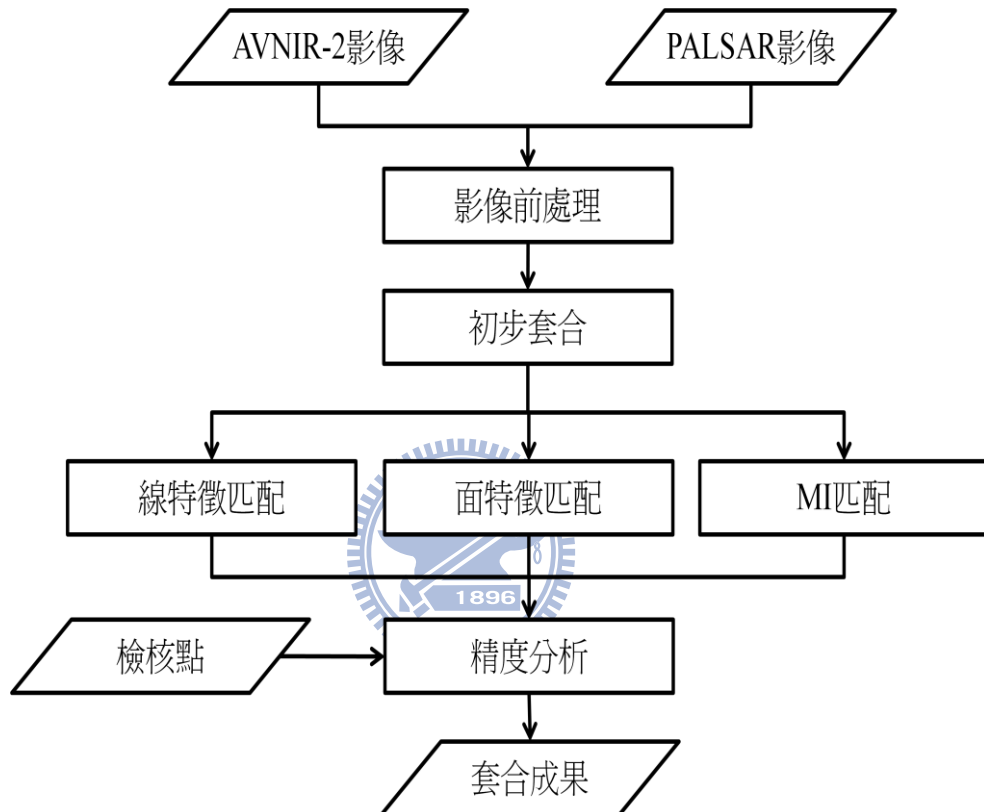 AVNIR-2影像
PALSAR影像
影像前處理
初步套合
線特徵匹配
面特徵匹配
MI匹配
1896
檢核點
精度分析
套合成果